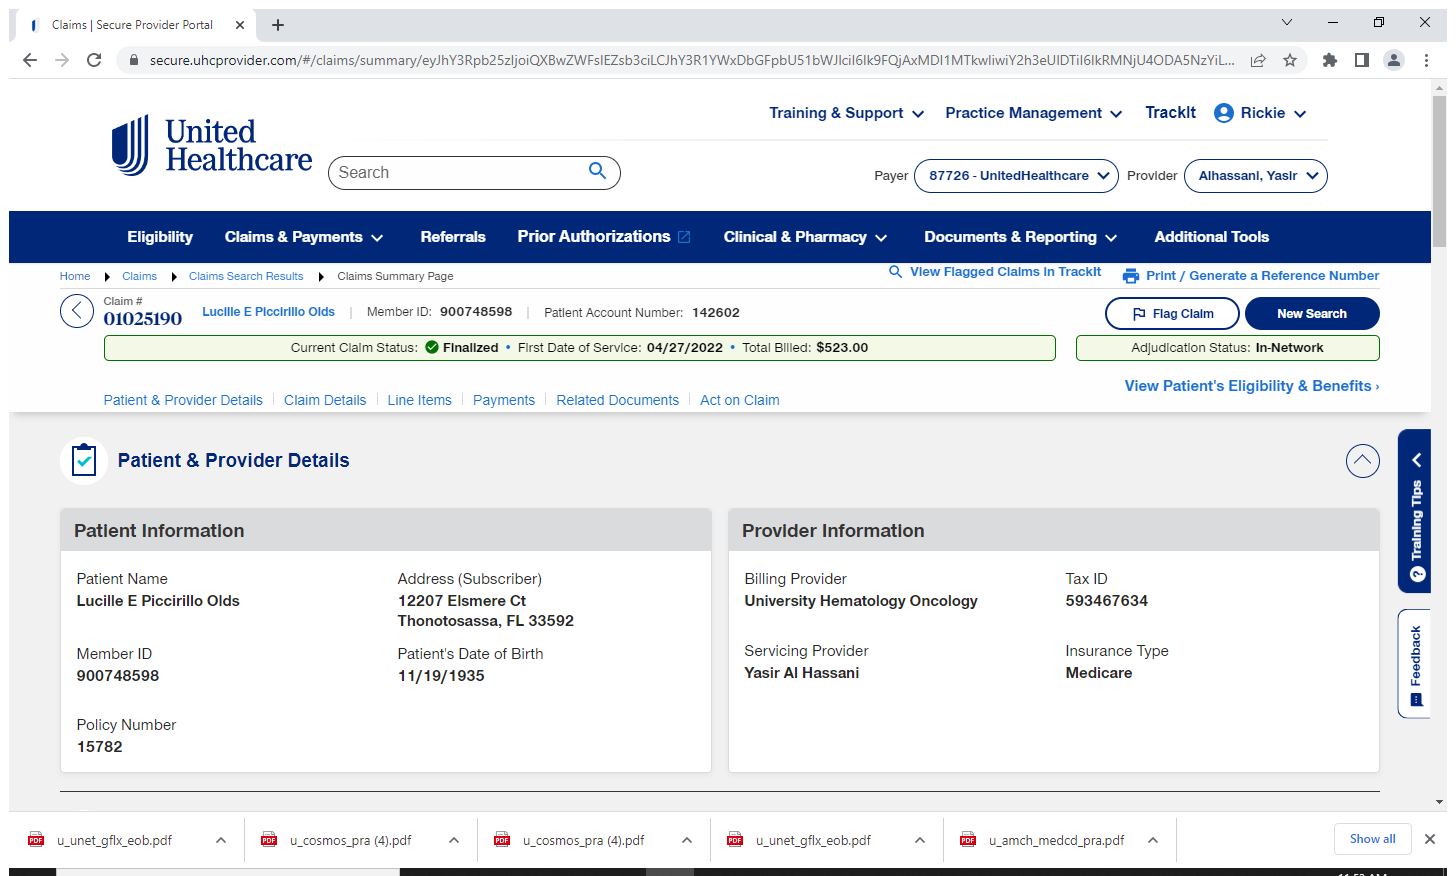 Claims | Secure Provider Portal
secure.uhcprovider.com/#/claims/summary/
Training & Support
Practice Management
TrackIt
Rickie
United
Healthcare
Search
Payer
87726 - UnitedHealthcare
Provider
Alhassani, Yasir
Eligibility
Claims & Payments
Referrals
Prior Authorizations
Clinical & Pharmacy
Documents & Reporting
Additional Tools
Home
Claims
Claims Search Results
Claims Summary Page
View Flagged Claims in TrackIt
Print / Generate a Reference Number
Claim #
01025190
Lucille E Piccirillo Olds | Member ID: 900748598 | Patient Account Number: 142602
Flag Claim
New Search
Current Claim Status: Finalized • First Date of Service: 04/27/2022 • Total Billed: $523.00
Adjudication Status: In-Network
View Patient's Eligibility & Benefits ›
Patient & Provider Details | Claim Details | Line Items | Payments | Related Documents | Act on Claim
Patient & Provider Details
Patient Information
Patient Name
Lucille E Piccirillo Olds
Address (Subscriber)
12207 Elsmere Ct
Thonotosassa, FL 33592
Member ID
900748598
Patient's Date of Birth
11/19/1935
Policy Number
15782
Provider Information
Billing Provider
University Hematology Oncology
Tax ID
593467634
Servicing Provider
Yasir Al Hassani
Insurance Type
Medicare
Training Tips
Feedback
u_unet_gflx_eob.pdf
u_cosmos_pra (4).pdf
u_cosmos_pra (4).pdf
u_unet_gflx_eob.pdf
u_amch_medcd_pra.pdf
Show all